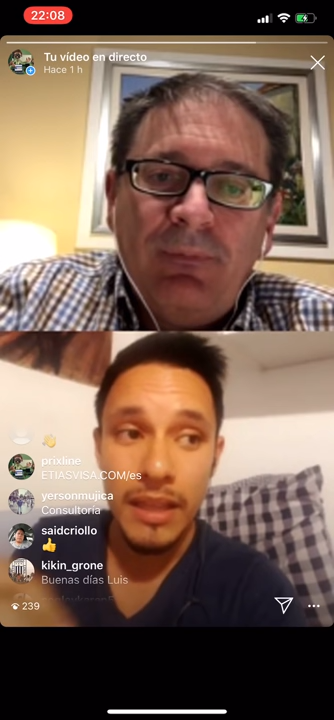 22:08
Tu vídeo en directo
Hace 1 h
prixline
ETIASVISA.COM/es
yersonmujica
Consultoría
saidcriollo
kikin_grone
Buenas días Luis
239